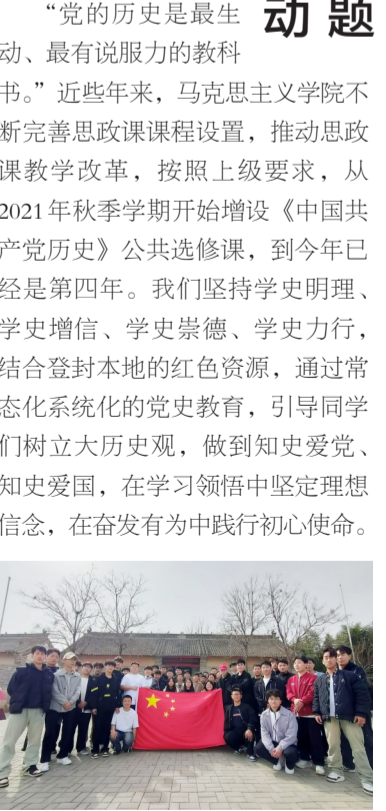 动 题
“党的历史是最生
动、最有说服力的教科
书。”近些年来，马克思主义学院不
断完善思政课课程设置，推动思政
课教学改革，按照上级要求，从
2021年秋季学期开始增设《中国共
产党历史》公共选修课，到今年已
经是第四年。我们坚持学史明理、
学史增信、学史崇德、学史力行，
结合登封本地的红色资源，通过常
态化系统化的党史教育，引导同学
们树立大历史观，做到知史爱党、
知史爱国，在学习领悟中坚定理想
信念，在奋发有为中践行初心使命。